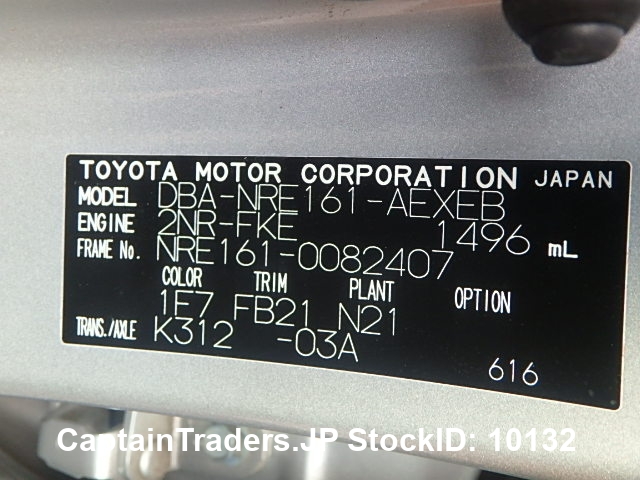 TOYOTA MOTOR CORPORATION JAPAN
MODEL DBA-NRE161-AEXEB
ENGINE 2NR-FKE 1496 mL
FRAME No. NRE161-0082407
COLOR TRIM PLANT OPTION
1F7 FB21 N21
TRANS./AXLE K312 -03A
616
CaptainTraders.JP StockID: 10132